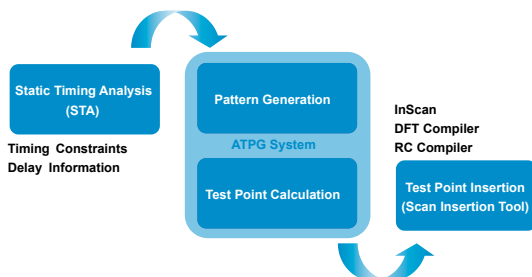 Static Timing Analysis
(STA)
Timing Constraints
Delay Information
Pattern Generation
ATPG System
Test Point Calculation
InScan
DFT Compiler
RC Compiler
Test Point Insertion
(Scan Insertion Tool)